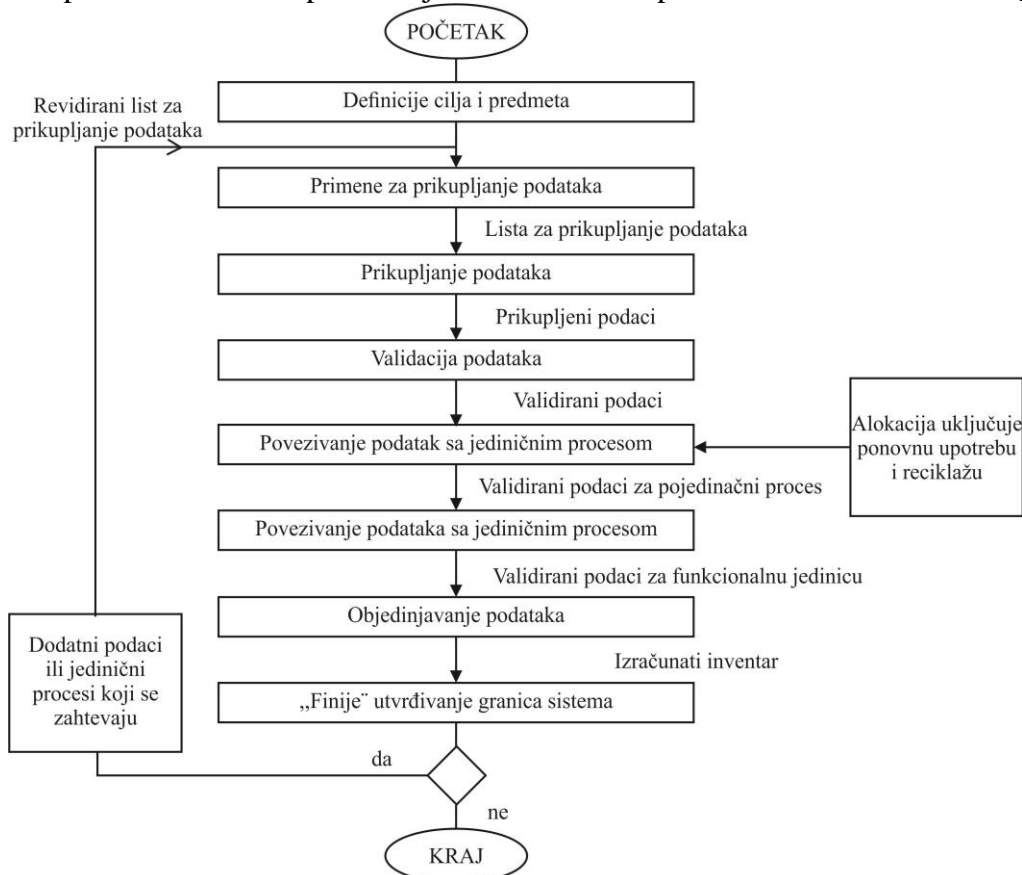 POČETAK
Definicije cilja i predmeta
Revidirani list za
prikupljanje podataka
Primene za prikupljanje podataka
Lista za prikupljanje podataka
Prikupljanje podataka
Prikupljeni podaci
Validacija podataka
Validirani podaci
Povezivanje podatak sa jediničnim procesom
Alokacija uključuje
ponovnu upotrebu
i reciklažu
Validirani podaci za pojedinačni proces
Povezivanje podataka sa jediničnim procesom
Validirani podaci za funkcionalnu jedinicu
Objedinjavanje podataka
Izračunati inventar
Dodatni podaci
ili jedinični
procesi koji se
zahtevaju
,,Finije¨ utvrđivanje granica sistema
da
ne
KRAJ